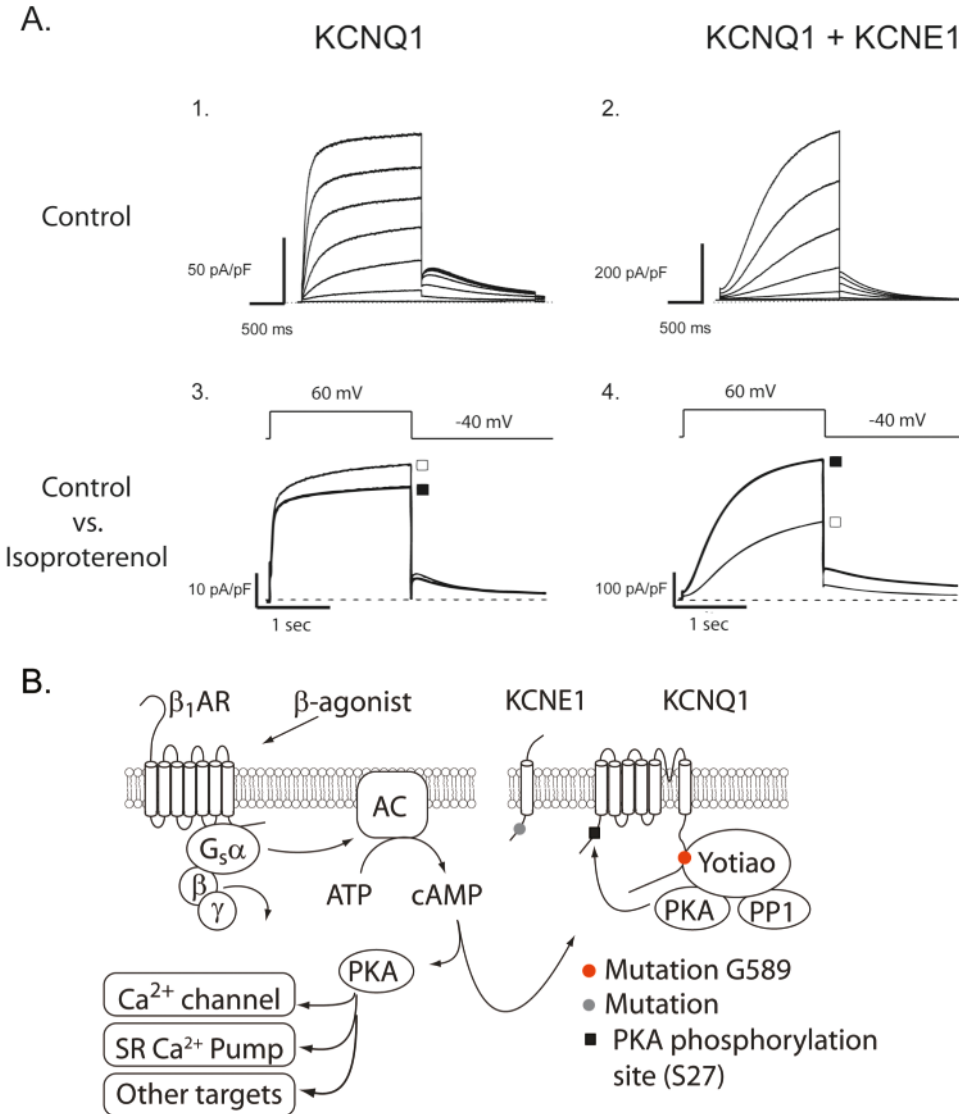 A.
KCNQ1
KCNQ1 + KCNE1
1.
2.
Control
50 pA/pF
500 ms
200 pA/pF
500 ms
3.
60 mV
-40 mV
4.
60 mV
-40 mV
Control
vs.
Isoproterenol
10 pA/pF
1 sec
100 pA/pF
1 sec
B.
β₁AR
β-agonist
KCNE1
KCNQ1
AC
Gₛα
β
γ
ATP
cAMP
Yotiao
PKA
PP1
PKA
Ca²⁺ channel
SR Ca²⁺ Pump
Other targets
Mutation G589
Mutation
PKA phosphorylation
site (S27)